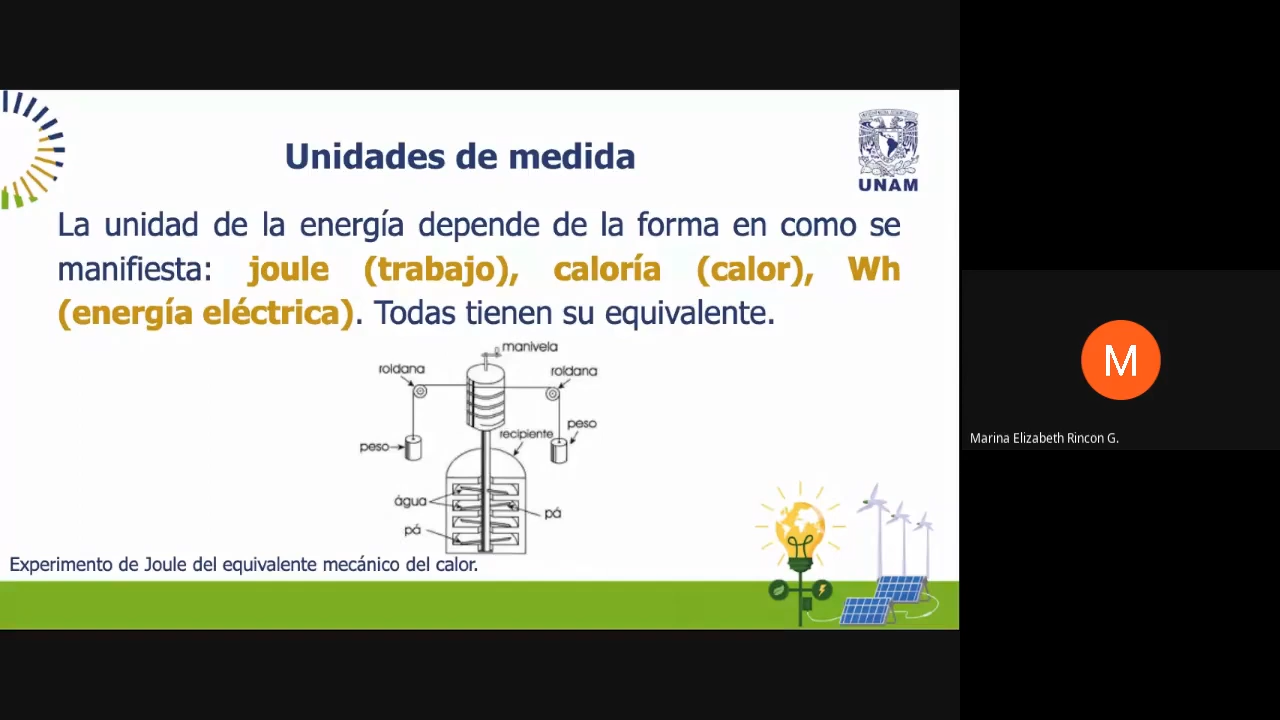 Unidades de medida
UNAM
La unidad de la energía depende de la forma en como se
manifiesta: joule (trabajo), caloría (calor), Wh
(energía eléctrica). Todas tienen su equivalente.
manivela
roldana
roldana
peso
recipiente
peso
água
pá
pá
Experimento de Joule del equivalente mecánico del calor.
M
Marina Elizabeth Rincon G.